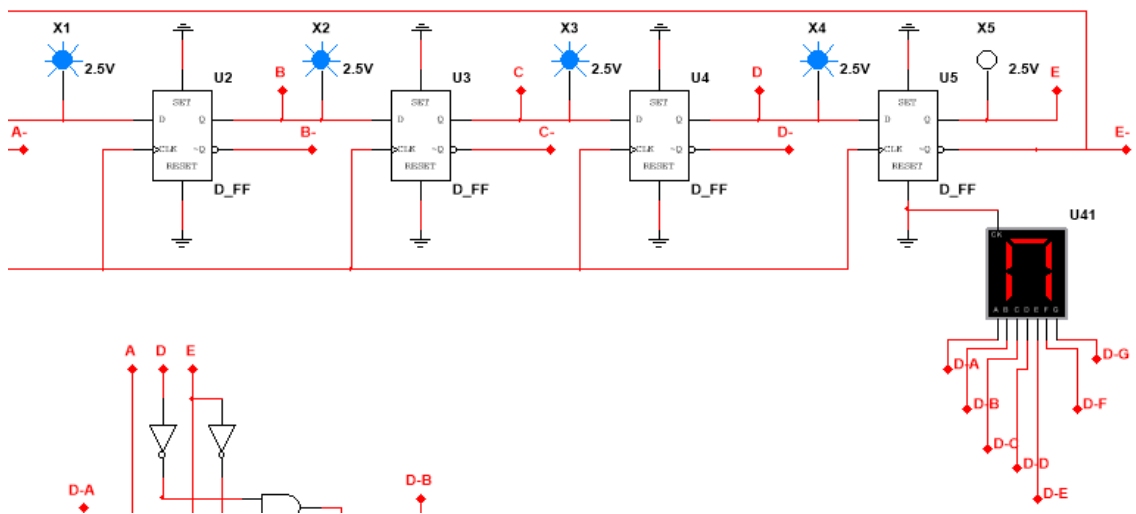 X1 X2 X3 X4 X5
2.5V U2 B 2.5V U3 C 2.5V U4 D 2.5V U5 2.5V E
SET SET SET SET
D Q D Q D Q D Q
A- B- C- D- E-
CLK ~Q CLK ~Q CLK ~Q CLK ~Q
RESET RESET RESET RESET
D_FF D_FF D_FF D_FF
U41
CK
A B C D E F G
A D E
D-G
D-A
D-B D-F
D-C
D-D
D-E
D-A D-B